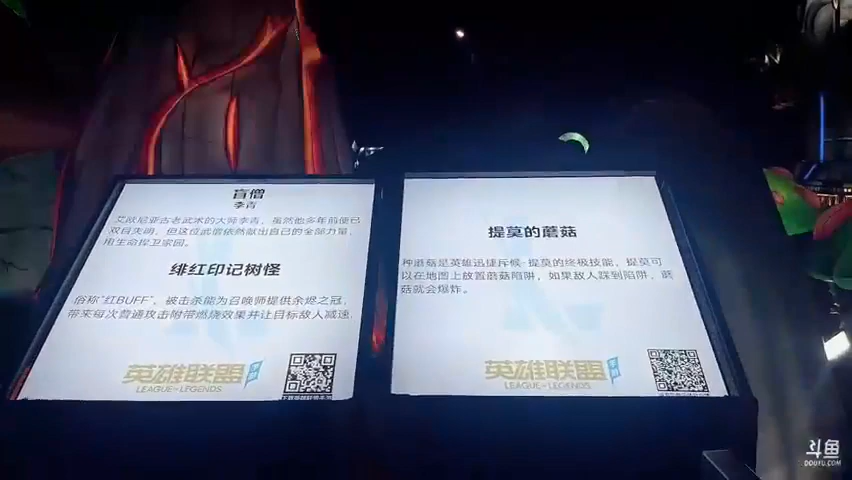 盲僧
李青
艾欧尼亚古老武术的大师李青，虽然他多年前便已
双目失明，但这位武僧依然献出自己的全部力量，
用生命捍卫家园。
绯红印记树怪
俗称“红BUFF”，被击杀能为召唤师提供余烬之冠，
带来每次普通攻击附带燃烧效果并让目标敌人减速.
英雄联盟手游
LEAGUE OF LEGENDS
提莫的蘑菇
种蘑菇是英雄迅捷斥候-提莫的终极技能，提莫可
以在地图上放置蘑菇陷阱，如果敌人踩到陷阱，蘑
菇就会爆炸。
英雄联盟手游
LEAGUE OF LEGENDS
斗鱼
DOUYU.COM